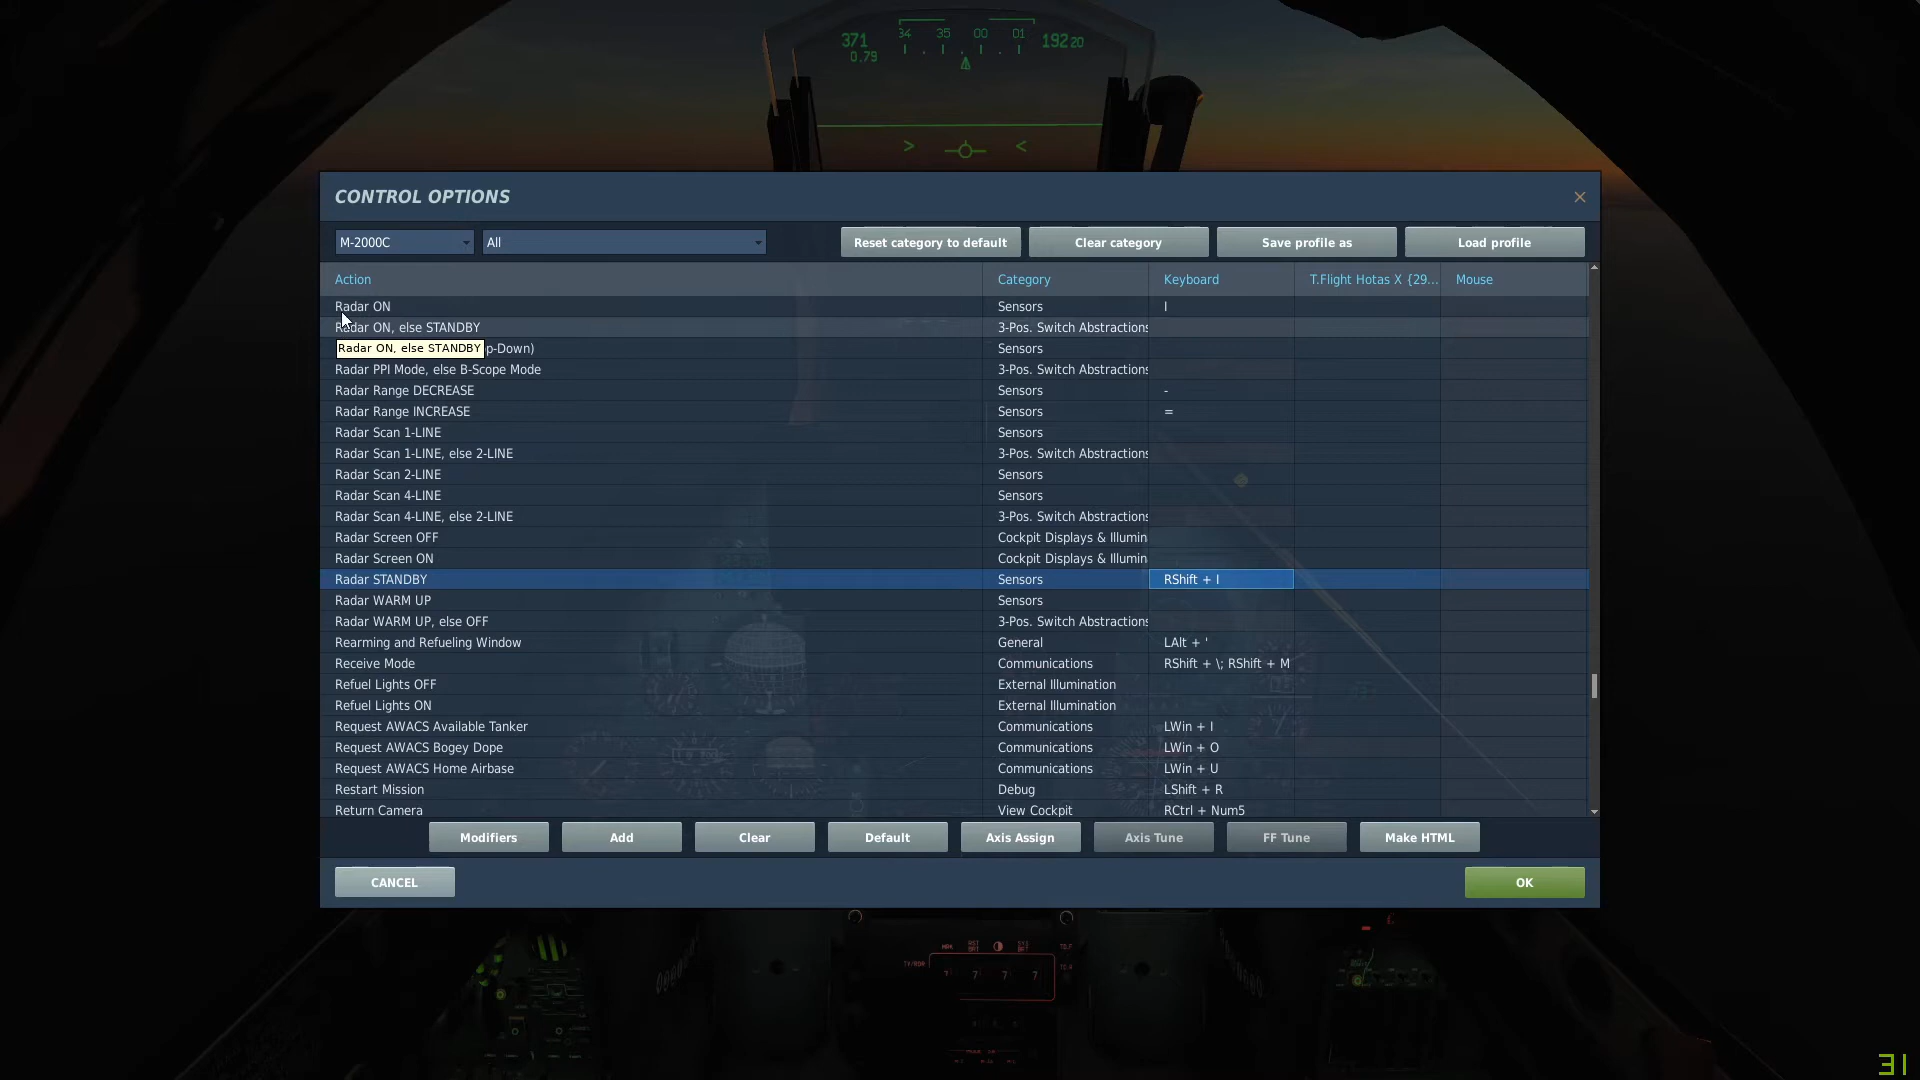 34 35 00 01
371 192 20
0.79
> <
CONTROL OPTIONS
M-2000C All Reset category to default Clear category Save profile as Load profile
Action Category Keyboard T.Flight Hotas X {29... Mouse
Radar ON Sensors I
Radar ON, else STANDBY 3-Pos. Switch Abstractions
Radar ON, else STANDBY p-Down) Sensors
Radar PPI Mode, else B-Scope Mode 3-Pos. Switch Abstractions
Radar Range DECREASE Sensors -
Radar Range INCREASE Sensors =
Radar Scan 1-LINE Sensors
Radar Scan 1-LINE, else 2-LINE 3-Pos. Switch Abstractions
Radar Scan 2-LINE Sensors
Radar Scan 4-LINE Sensors
Radar Scan 4-LINE, else 2-LINE 3-Pos. Switch Abstractions
Radar Screen OFF Cockpit Displays & Illumin
Radar Screen ON Cockpit Displays & Illumin
Radar STANDBY Sensors RShift + I
Radar WARM UP Sensors
Radar WARM UP, else OFF 3-Pos. Switch Abstractions
Rearming and Refueling Window General LAlt + '
Receive Mode Communications RShift + \; RShift + M
Refuel Lights OFF External Illumination
Refuel Lights ON External Illumination
Request AWACS Available Tanker Communications LWin + I
Request AWACS Bogey Dope Communications LWin + O
Request AWACS Home Airbase Communications LWin + U
Restart Mission Debug LShift + R
Return Camera View Cockpit RCtrl + Num5
Modifiers Add Clear Default Axis Assign Axis Tune FF Tune Make HTML
CANCEL OK
7 7 7 7
31